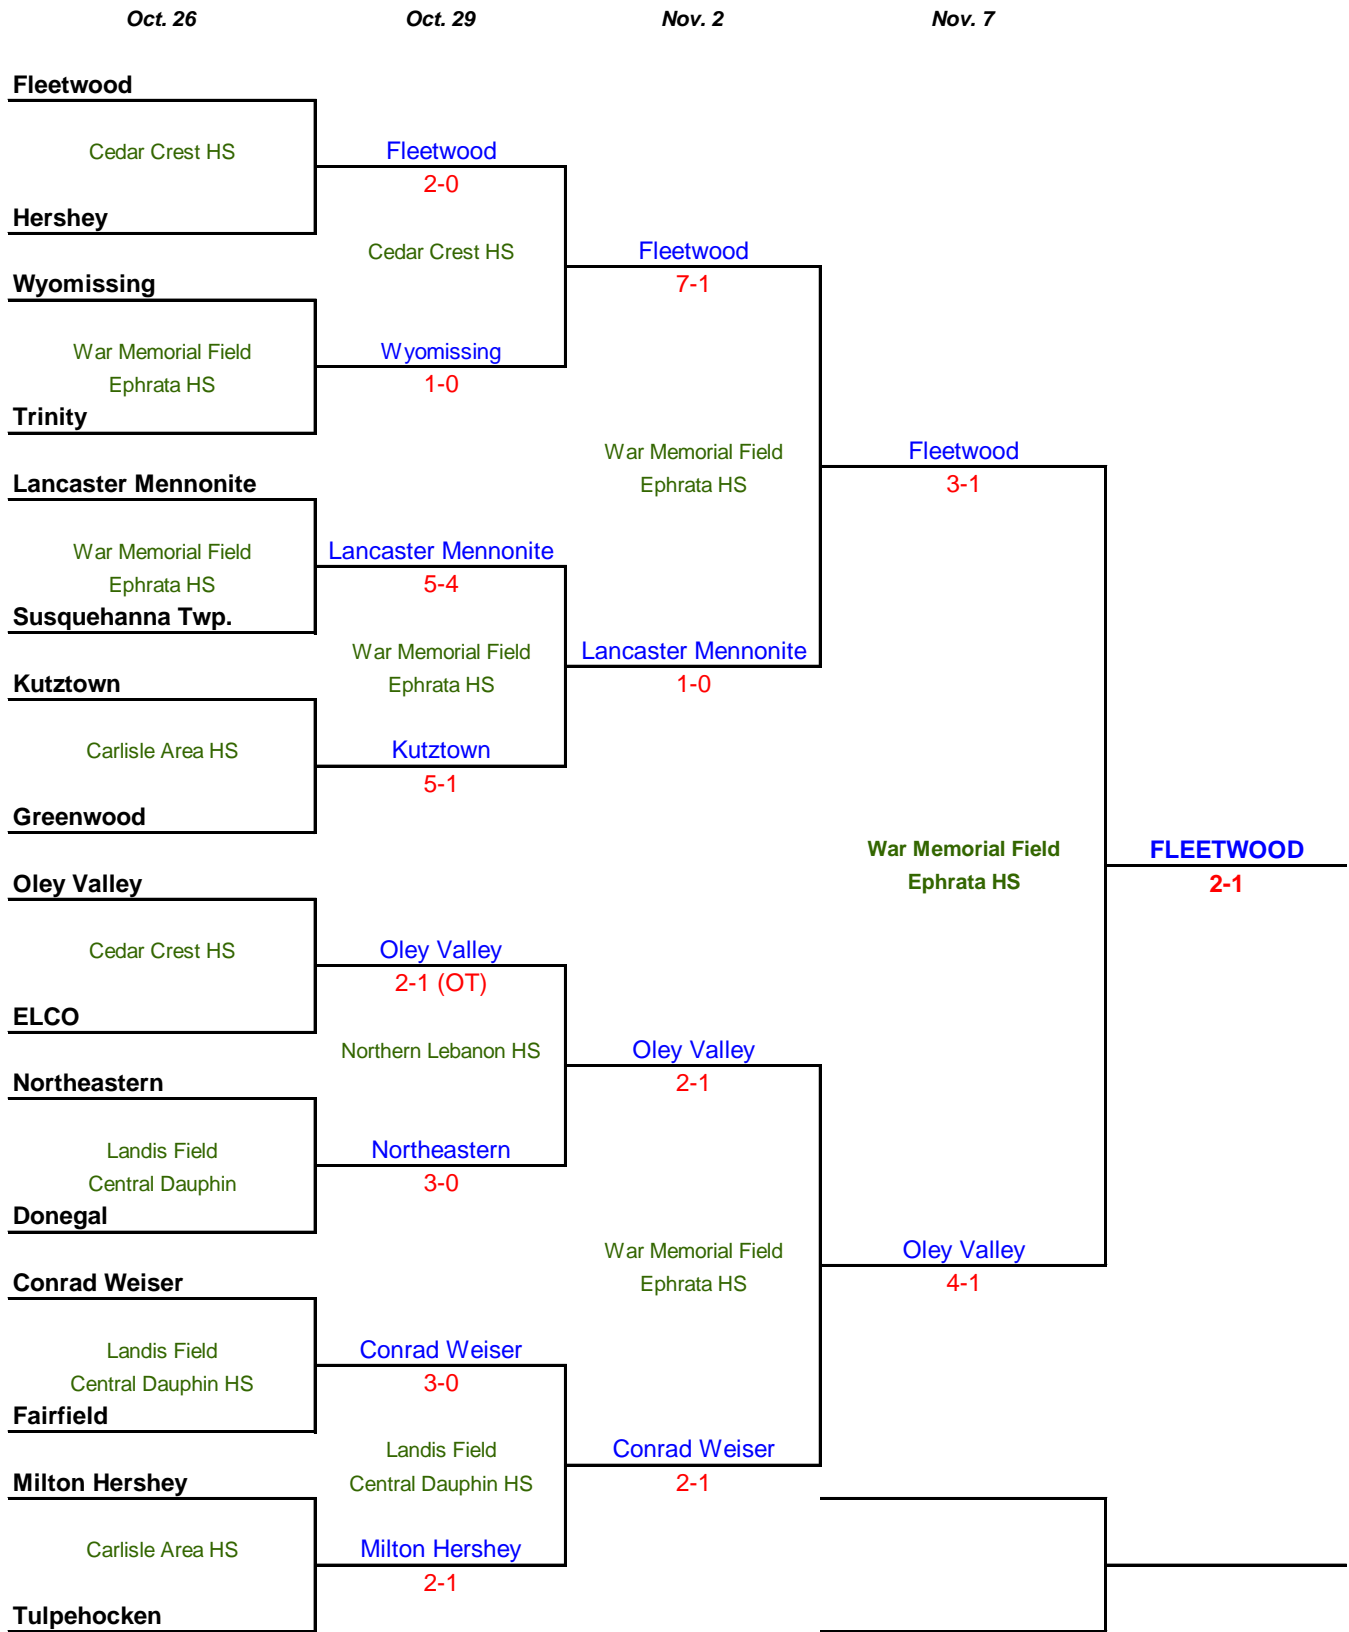 Oct. 26
Oct. 29
Nov. 2
Nov. 7
Fleetwood
Cedar Crest HS
Hershey
Wyomissing
War Memorial Field
Ephrata HS
Trinity
Lancaster Mennonite
War Memorial Field
Ephrata HS
Susquehanna Twp.
Kutztown
Carlisle Area HS
Greenwood
Oley Valley
Cedar Crest HS
ELCO
Northeastern
Landis Field
Central Dauphin
Donegal
Conrad Weiser
Landis Field
Central Dauphin HS
Fairfield
Milton Hershey
Carlisle Area HS
Tulpehocken
Fleetwood
2-0
Cedar Crest HS
Wyomissing
1-0
Lancaster Mennonite
5-4
War Memorial Field
Ephrata HS
Kutztown
5-1
Oley Valley
2-1 (OT)
Northern Lebanon HS
Northeastern
3-0
Conrad Weiser
3-0
Landis Field
Central Dauphin HS
Milton Hershey
2-1
Fleetwood
7-1
War Memorial Field
Ephrata HS
Lancaster Mennonite
1-0
Oley Valley
2-1
War Memorial Field
Ephrata HS
Conrad Weiser
2-1
Fleetwood
3-1
War Memorial Field
Ephrata HS
Oley Valley
4-1
FLEETWOOD
2-1